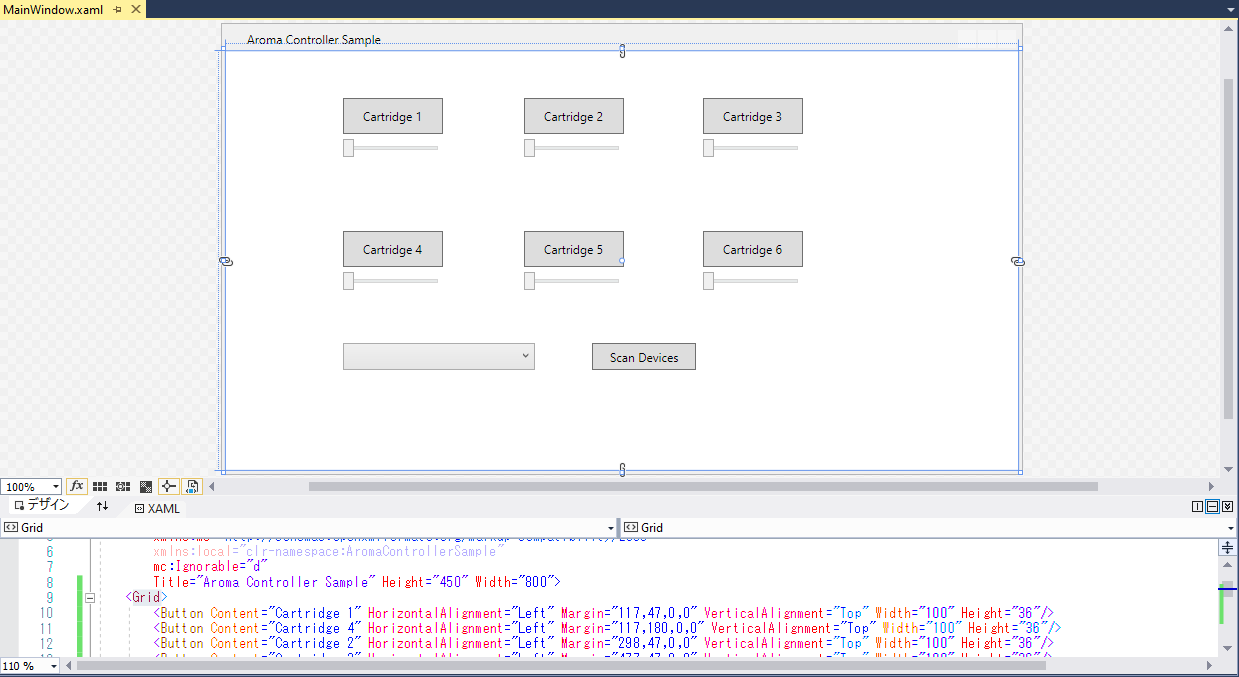 MainWindow.xaml
Aroma Controller Sample
Cartridge 1
Cartridge 2
Cartridge 3
Cartridge 4
Cartridge 5
Cartridge 6
Scan Devices
100%
fx
デザイン
XAML
Grid
Grid
6 xmlns:local="clr-namespace:AromaControllerSample"
7 mc:Ignorable="d"
8 Title="Aroma Controller Sample" Height="450" Width="800">
9 <Grid>
10 <Button Content="Cartridge 1" HorizontalAlignment="Left" Margin="117,47,0,0" VerticalAlignment="Top" Width="100" Height="36"/>
11 <Button Content="Cartridge 4" HorizontalAlignment="Left" Margin="117,180,0,0" VerticalAlignment="Top" Width="100" Height="36"/>
12 <Button Content="Cartridge 2" HorizontalAlignment="Left" Margin="298,47,0,0" VerticalAlignment="Top" Width="100" Height="36"/>
110 %